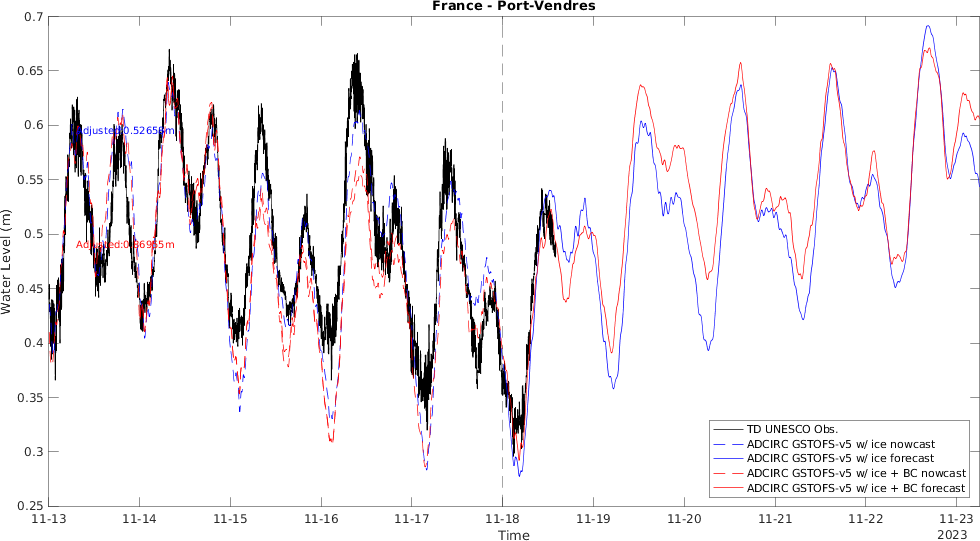 France - Port-Vendres
0.7
0.65
0.6
0.55
0.5
0.45
0.4
0.35
0.3
0.25
Water Level (m)
Adjusted:0.52658m
TD UNESCO Obs.
ADCIRC GSTOFS-v5 w/ ice nowcast
ADCIRC GSTOFS-v5 w/ ice forecast
ADCIRC GSTOFS-v5 w/ ice + BC nowcast
ADCIRC GSTOFS-v5 w/ ice + BC forecast
11-13 11-14 11-15 11-16 11-17 11-18 11-19 11-20 11-21 11-22 11-23
Time
2023